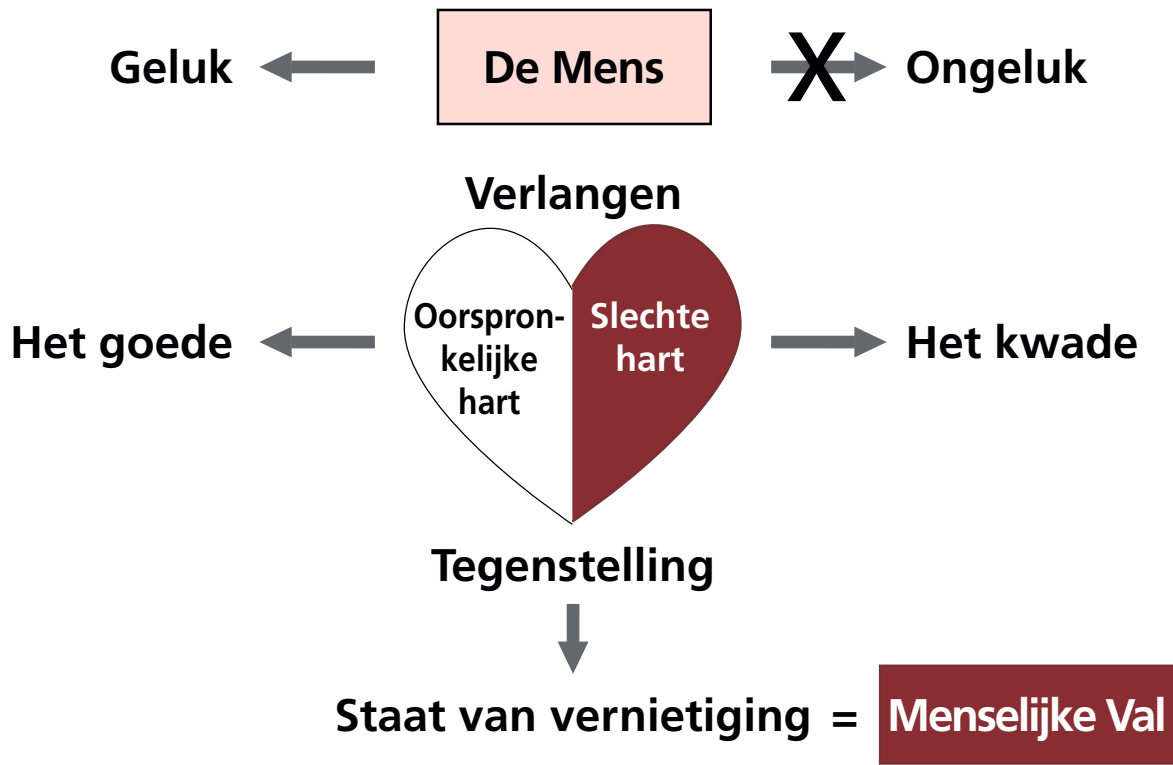 Geluk De Mens X Ongeluk
Verlangen
Oorspron-
kelijke
hart
Slechte
hart
Het goede
Het kwade
Tegenstelling
Staat van vernietiging = Menselijke Val